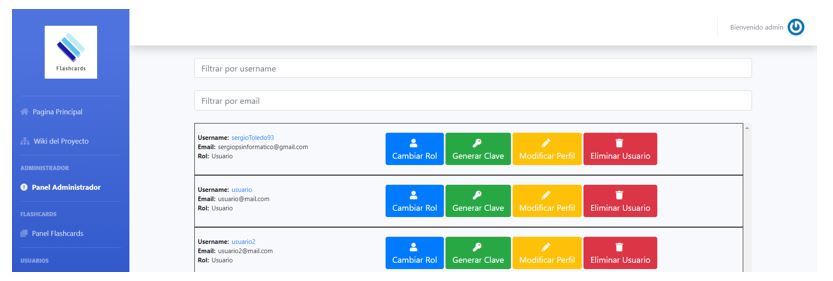 Bienvenido admin
Flashcards
Pagina Principal
Wiki del Proyecto
ADMINISTRADOR
Panel Administrador
FLASHCARDS
Panel Flashcards
USUARIOS
Filtrar por username
Filtrar por email
Username: sergioToledo93
Email: sergiopsinformatico@gmail.com
Rol: Usuario
Cambiar Rol
Generar Clave
Modificar Perfil
Eliminar Usuario
Username: usuario
Email: usuario@mail.com
Rol: Usuario
Cambiar Rol
Generar Clave
Modificar Perfil
Eliminar Usuario
Username: usuario2
Email: usuario2@mail.com
Rol: Usuario
Cambiar Rol
Generar Clave
Modificar Perfil
Eliminar Usuario